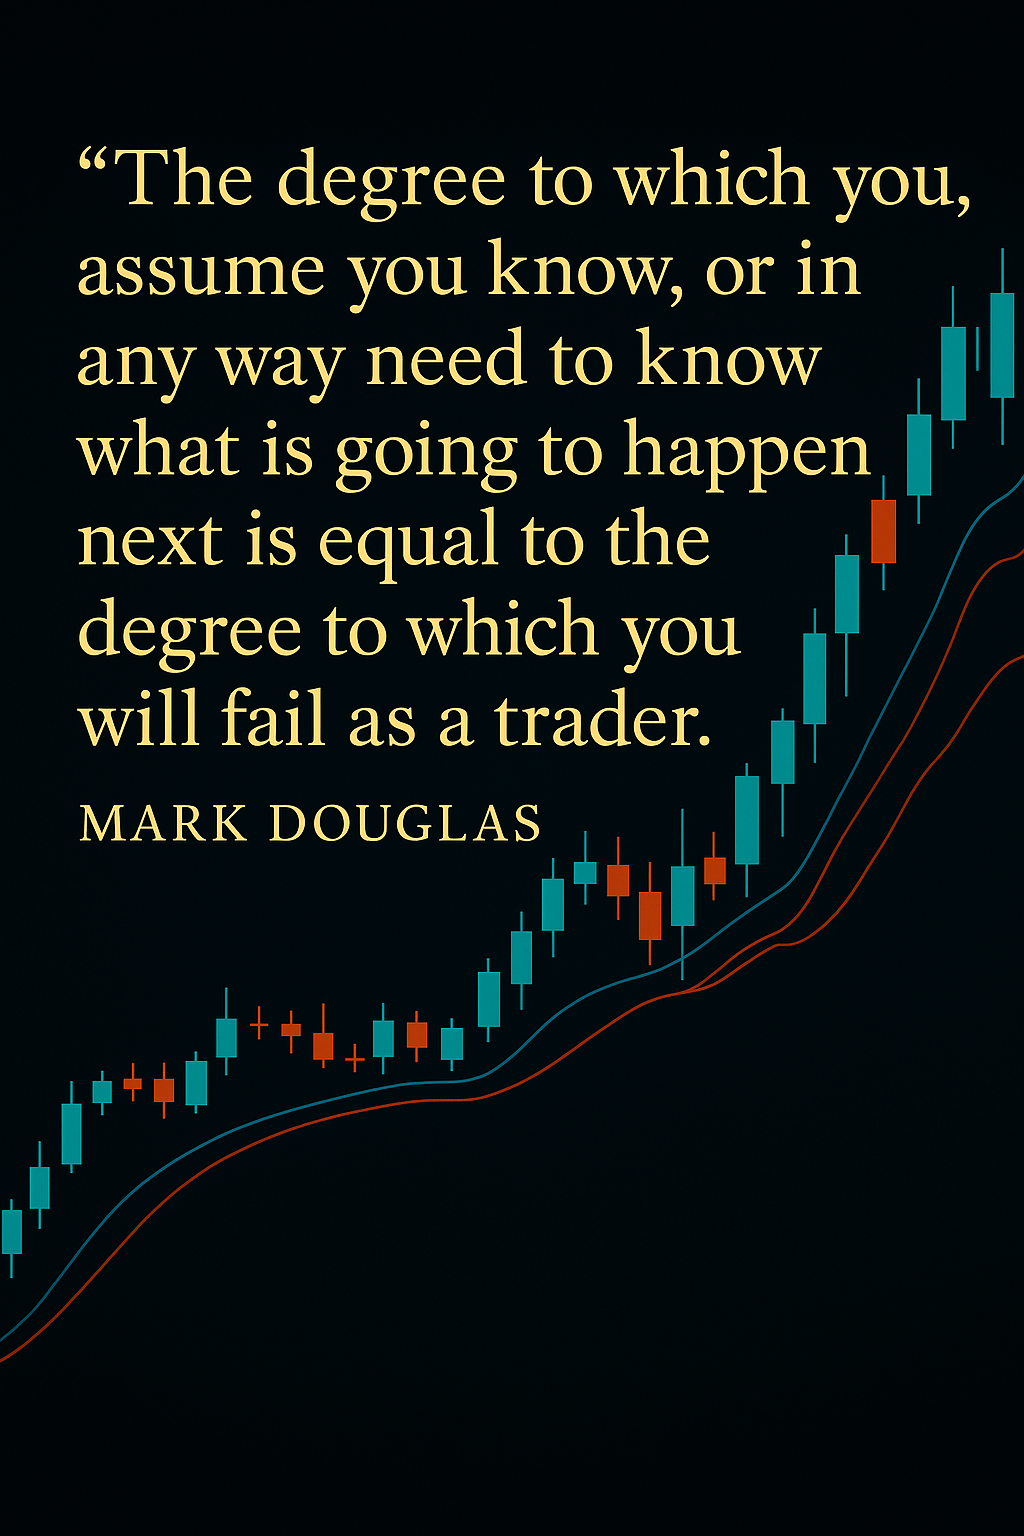 “The degree to which you,
assume you know, or in
any way need to know
what is going to happen
next is equal to the
degree to which you
will fail as a trader.
MARK DOUGLAS